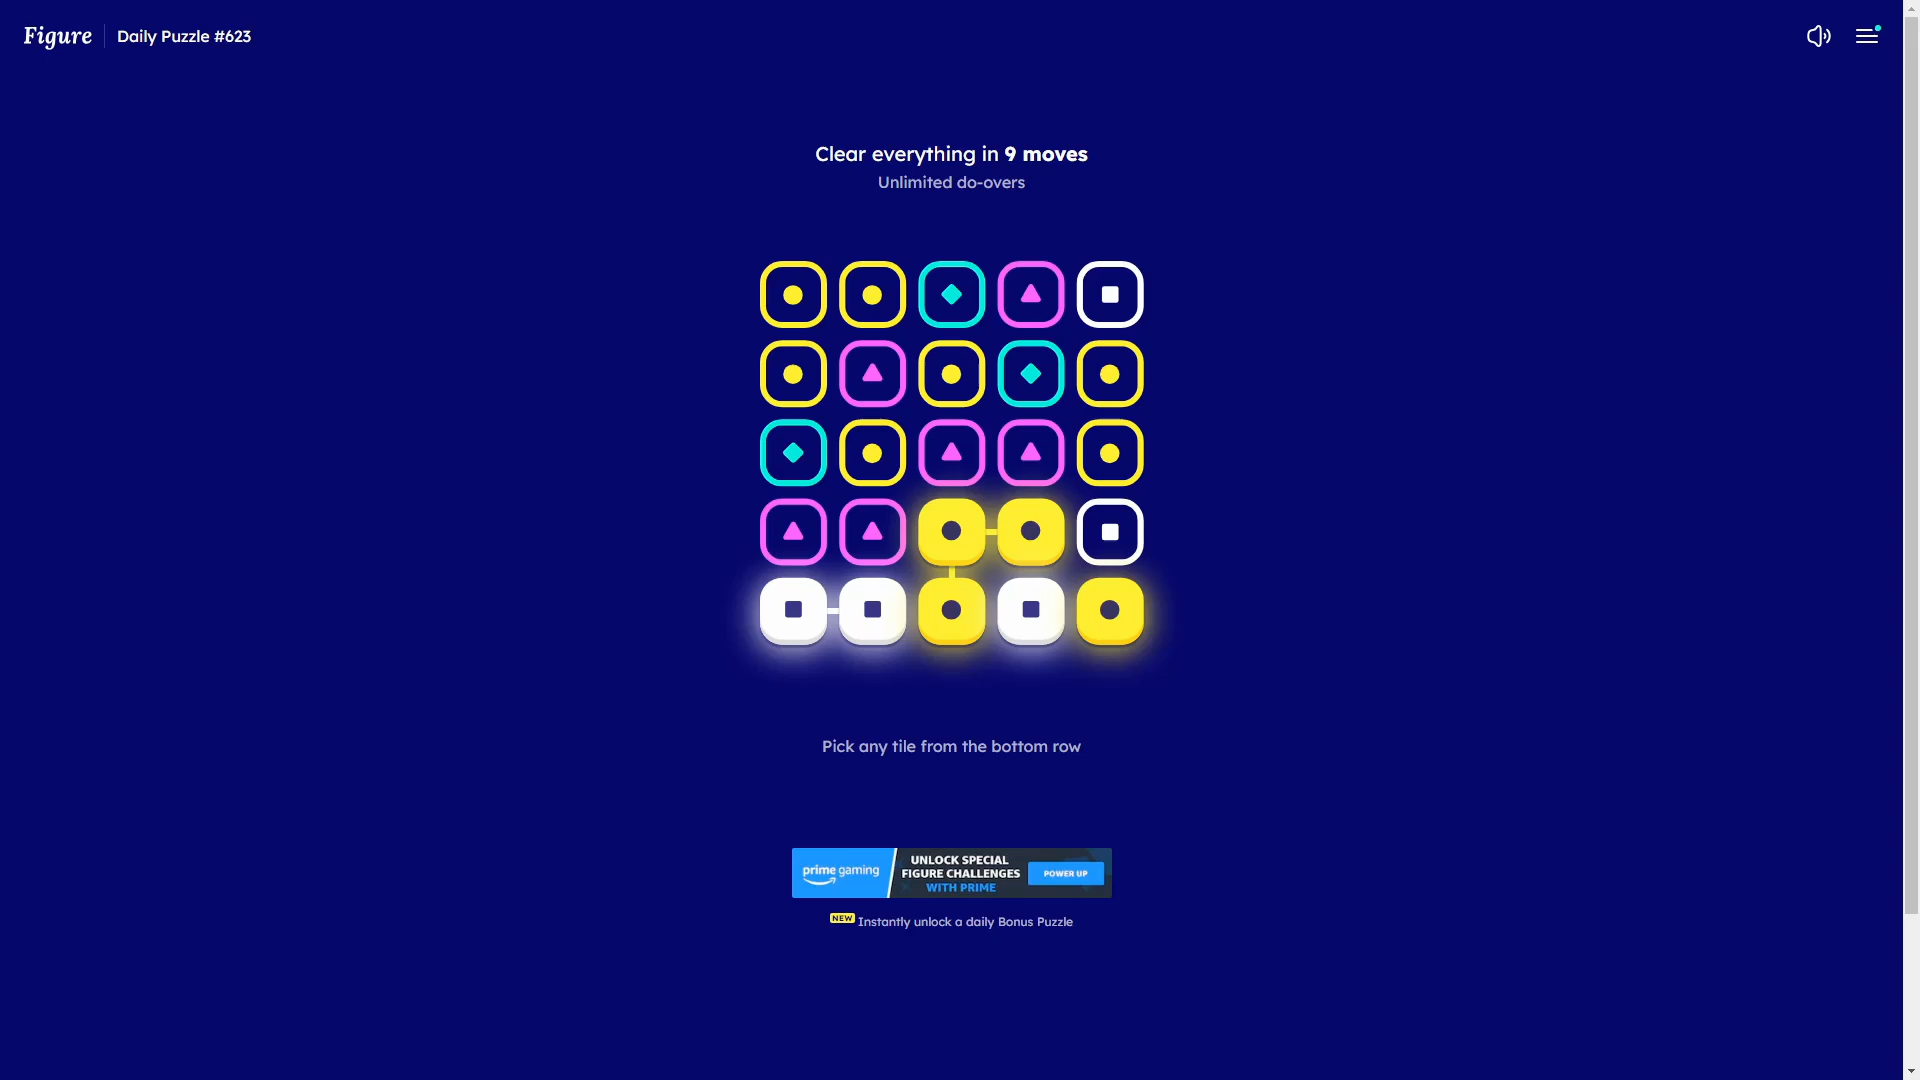 Figure
Daily Puzzle #623
Clear everything in 9 moves
Unlimited do-overs
Pick any tile from the bottom row
prime gaming
UNLOCK SPECIAL
FIGURE CHALLENGES
WITH PRIME
POWER UP
NEW Instantly unlock a daily Bonus Puzzle